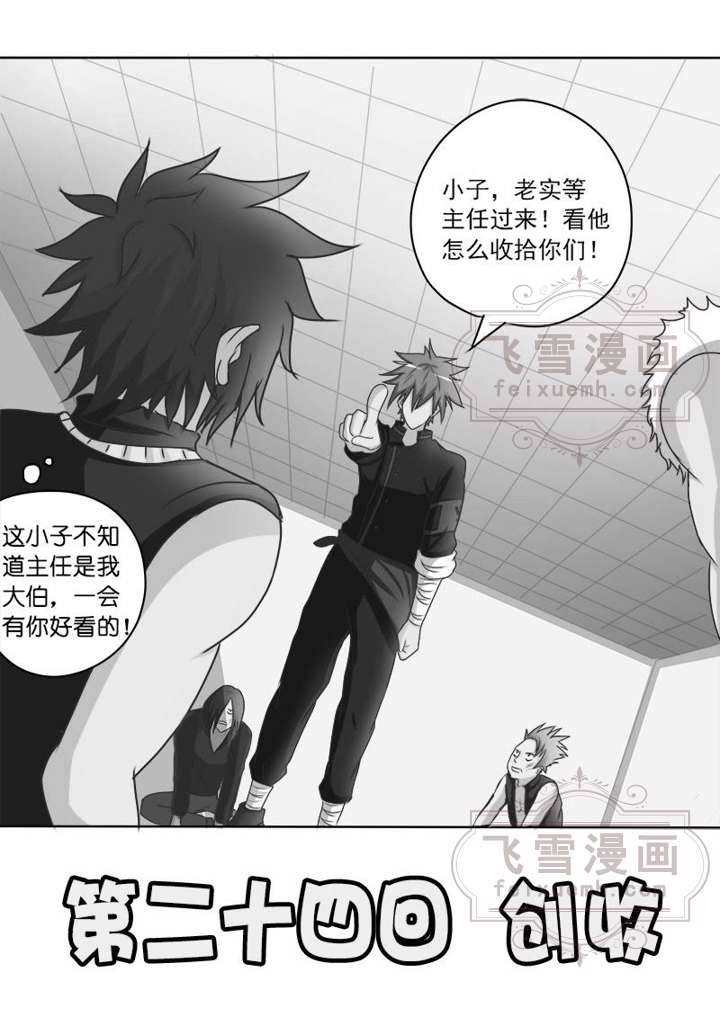 小子，老实等
主任过来！看他
怎么收拾你们！
飞雪漫画
feixuemh.com
这小子不知
道主任是我
大伯，一会
有你好看的！
飞雪漫画
feixuemh.com
第二十四回 创收